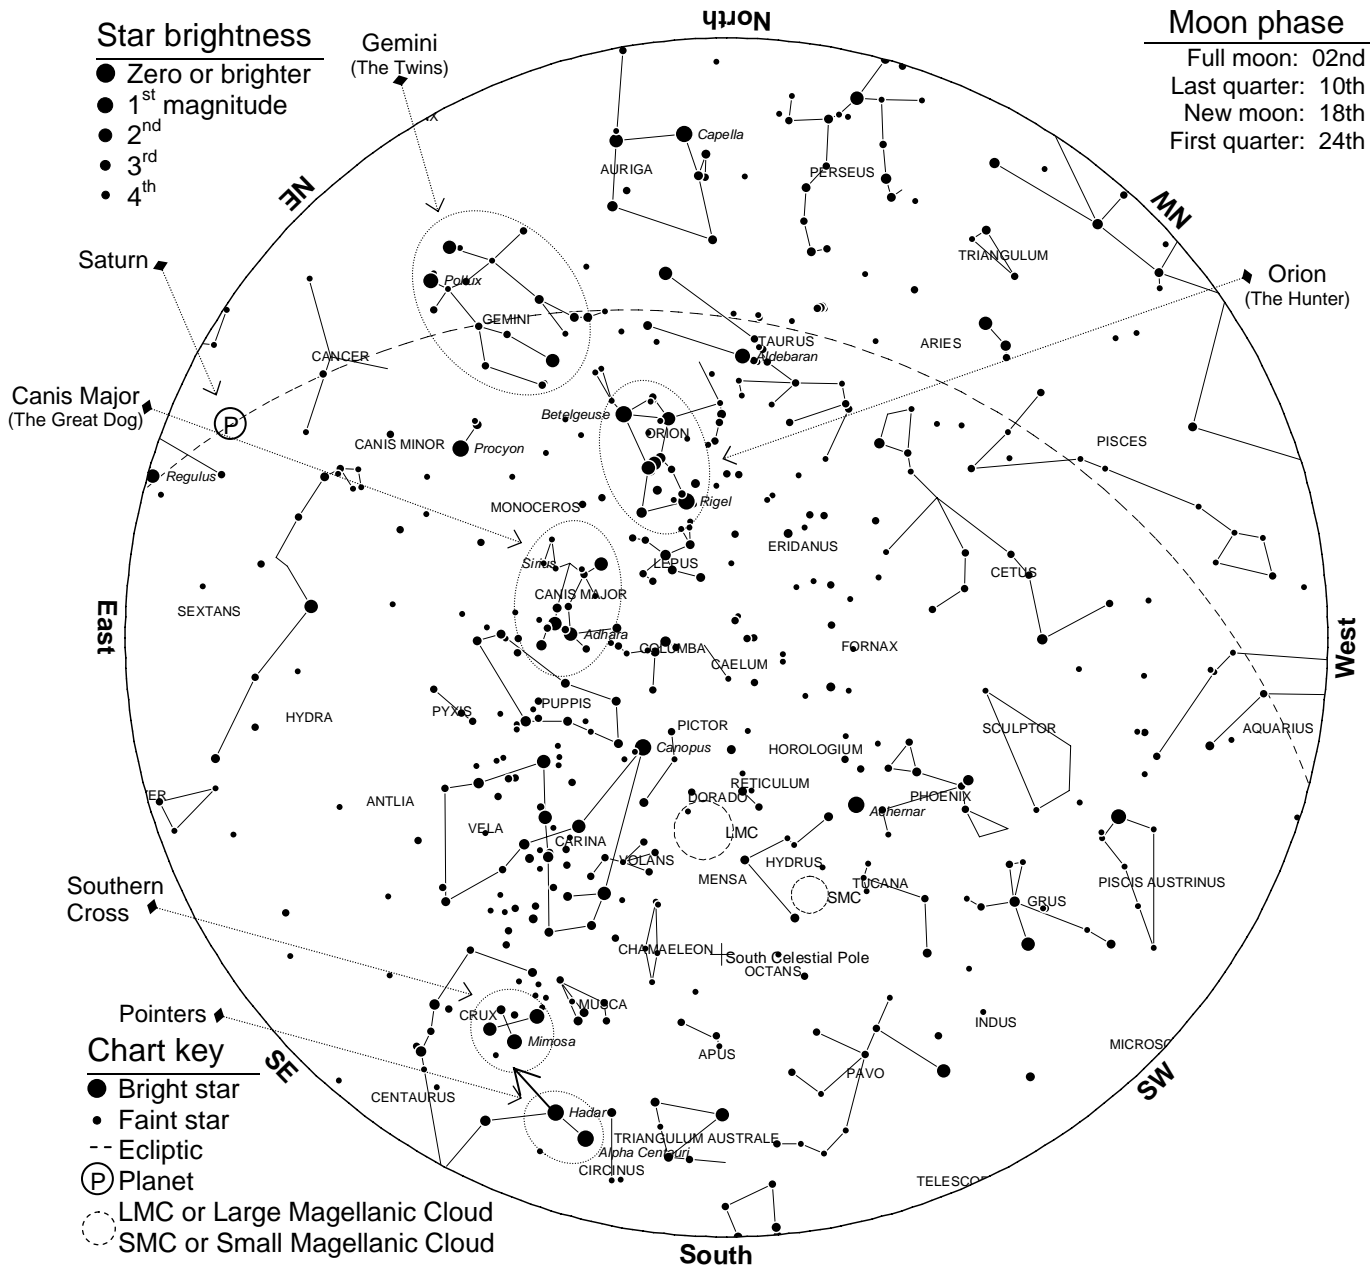 North
Star brightness
Zero or brighter
1st magnitude
2nd
3rd
4th
Gemini
(The Twins)
Moon phase
Full moon: 02nd
Last quarter: 10th
New moon: 18th
First quarter: 24th
NE
NW
Saturn
Orion
(The Hunter)
Canis Major
(The Great Dog)
Capella
AURIGA
PERSEUS
TRIANGULUM
Pollux
GEMINI
TAURUS
Aldebaran
ARIES
CANCER
Betelgeuse
ORION
PISCES
CANIS MINOR
Procyon
Regulus
Rigel
MONOCEROS
ERIDANUS
LEPUS
Sirius
CETUS
CANIS MAJOR
SEXTANS
East
Adhara
COLUMBA
FORNAX
CAELUM
West
HYDRA
PYXIS
PUPPIS
PICTOR
SCULPTOR
AQUARIUS
Canopus
HOROLOGIUM
RETICULUM
DORADO
PHOENIX
ER
ANTLIA
Achernar
VELA
CARINA
LMC
VOLANS
HYDRUS
MENSA
TUCANA
PISCIS AUSTRINUS
SMC
GRUS
Southern
Cross
CHAMAELEON
South Celestial Pole
OCTANS
MUSCA
CRUX
Mimosa
INDUS
APUS
MICROSC
PAVO
Pointers
SE
SW
Chart key
Bright star
Faint star
Ecliptic
Planet
P
P
LMC or Large Magellanic Cloud
SMC or Small Magellanic Cloud
CENTAURUS
Hadar
TRIANGULUM AUSTRALE
Alpha Centauri
CIRCINUS
TELESCOP
South